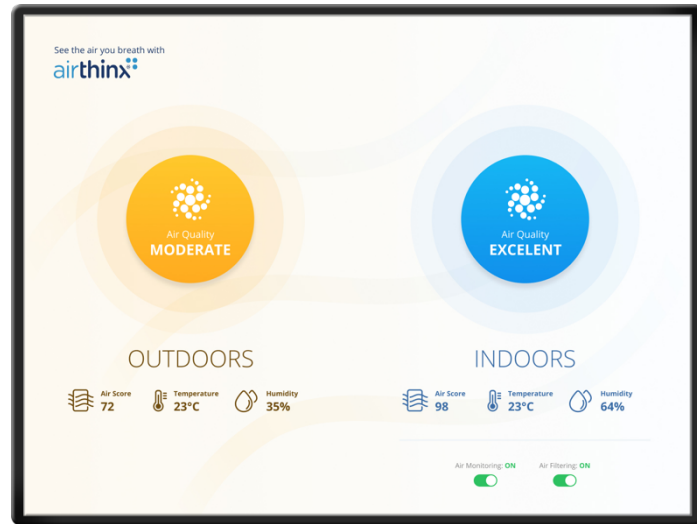 See the air you breath with
airthinx
Air Quality
MODERATE
Air Quality
EXCELENT
OUTDOORS
Air Score
72
Temperature
23°C
Humidity
35%
INDOORS
Air Score
98
Temperature
23°C
Humidity
64%
Air Monitoring: ON
Air Filtering: ON